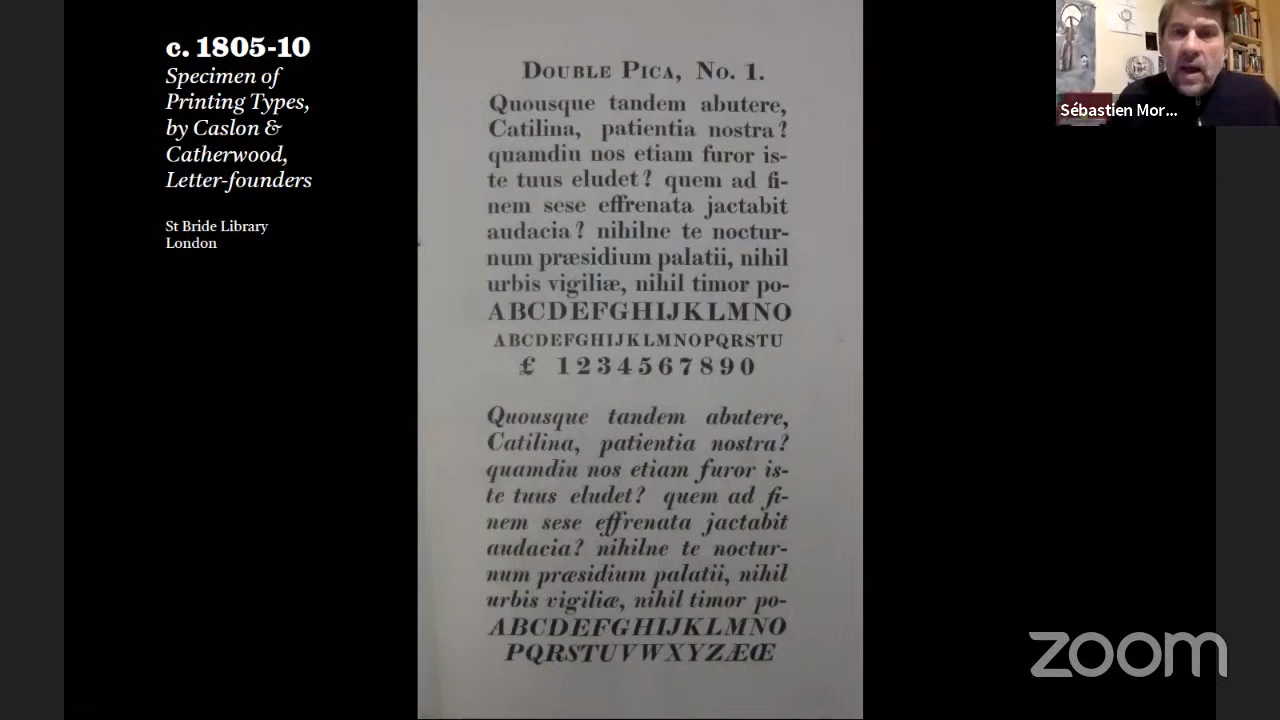 c. 1805-10
Specimen of
Printing Types,
by Caslon &
Catherwood,
Letter-founders
St Bride Library
London
DOUBLE PICA, NO. 1.
Quousque tandem abutere,
Catilina, patientia nostra?
quamdiu nos etiam furor is-
te tuus eludet? quem ad fi-
nem sese effrenata jactabit
audacia? nihilne te noctur-
num præsidium palatii, nihil
urbis vigiliæ, nihil timor po-
ABCDEFGHIJKLMNO
ABCDEFGHIJKLMNOPQRSTU
£ 1234567890
Quousque tandem abutere,
Catilina, patientia nostra?
quamdiu nos etiam furor is-
te tuus eludet? quem ad fi-
nem sese effrenata jactabit
audacia? nihilne te noctur-
num præsidium palatii, nihil
urbis vigiliæ, nihil timor po-
ABCDEFGHIJKLMNO
PQRSTUVWXYZÆŒ
Sébastien Mor...
zoom